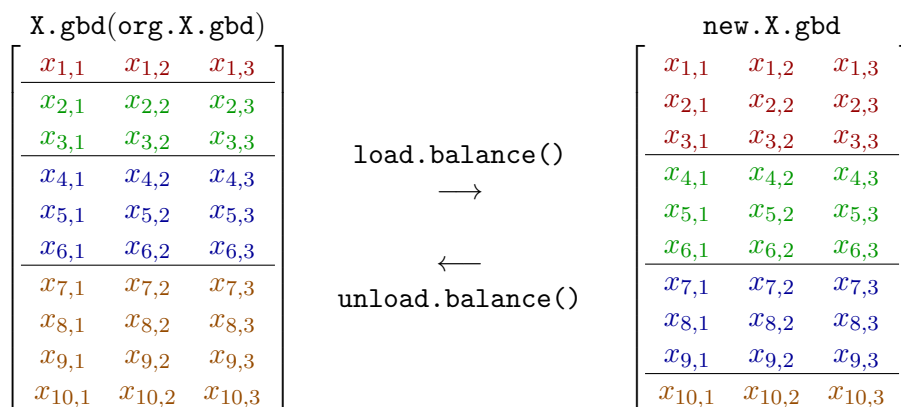 X.gbd(org.X.gbd)
x1,1 x1,2 x1,3
x2,1 x2,2 x2,3
x3,1 x3,2 x3,3
x4,1 x4,2 x4,3
x5,1 x5,2 x5,3
x6,1 x6,2 x6,3
x7,1 x7,2 x7,3
x8,1 x8,2 x8,3
x9,1 x9,2 x9,3
x10,1 x10,2 x10,3
load.balance()
⟶
⟵
unload.balance()
new.X.gbd
x1,1 x1,2 x1,3
x2,1 x2,2 x2,3
x3,1 x3,2 x3,3
x4,1 x4,2 x4,3
x5,1 x5,2 x5,3
x6,1 x6,2 x6,3
x7,1 x7,2 x7,3
x8,1 x8,2 x8,3
x9,1 x9,2 x9,3
x10,1 x10,2 x10,3